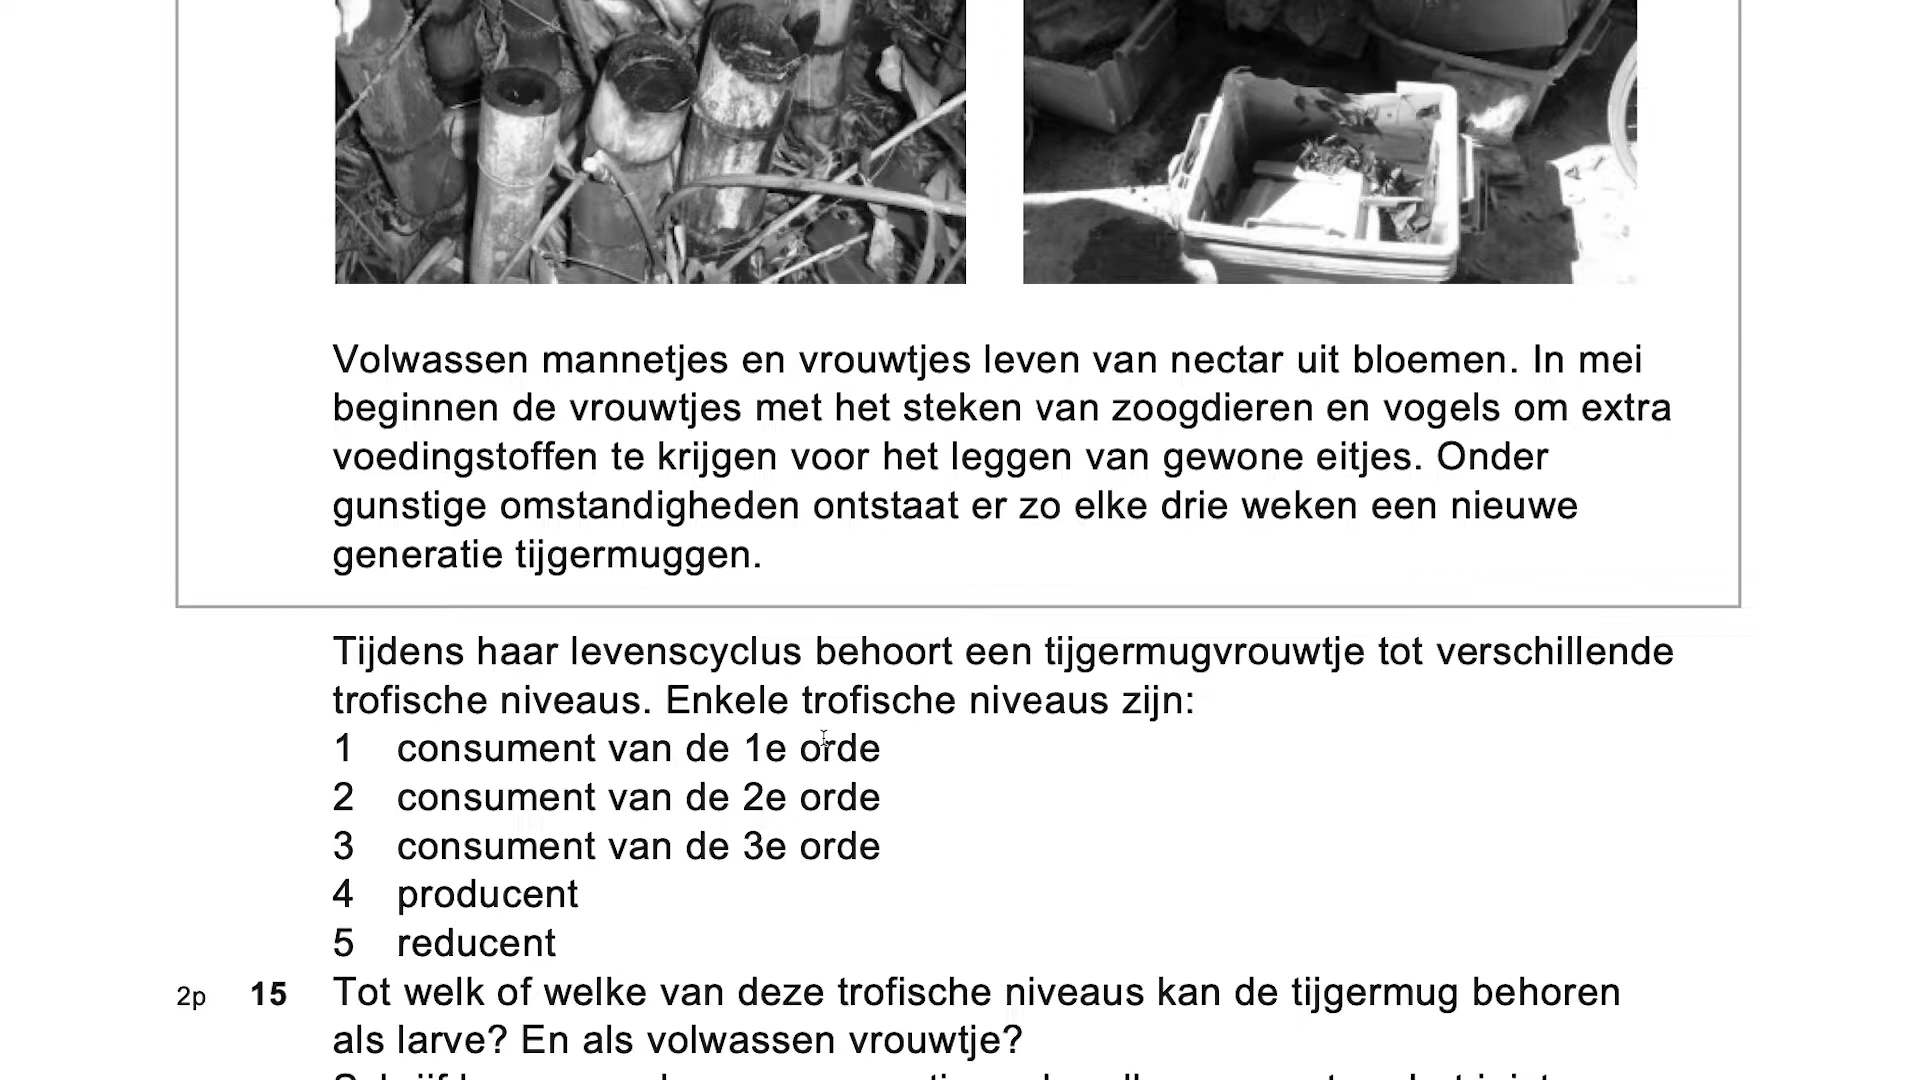 Volwassen mannetjes en vrouwtjes leven van nectar uit bloemen. In mei
beginnen de vrouwtjes met het steken van zoogdieren en vogels om extra
voedingstoffen te krijgen voor het leggen van gewone eitjes. Onder
gunstige omstandigheden ontstaat er zo elke drie weken een nieuwe
generatie tijgermuggen.
Tijdens haar levenscyclus behoort een tijgermugvrouwtje tot verschillende
trofische niveaus. Enkele trofische niveaus zijn:
1 consument van de 1e orde
2 consument van de 2e orde
3 consument van de 3e orde
4 producent
5 reducent
2p 15 Tot welk of welke van deze trofische niveaus kan de tijgermug behoren
als larve? En als volwassen vrouwtje?